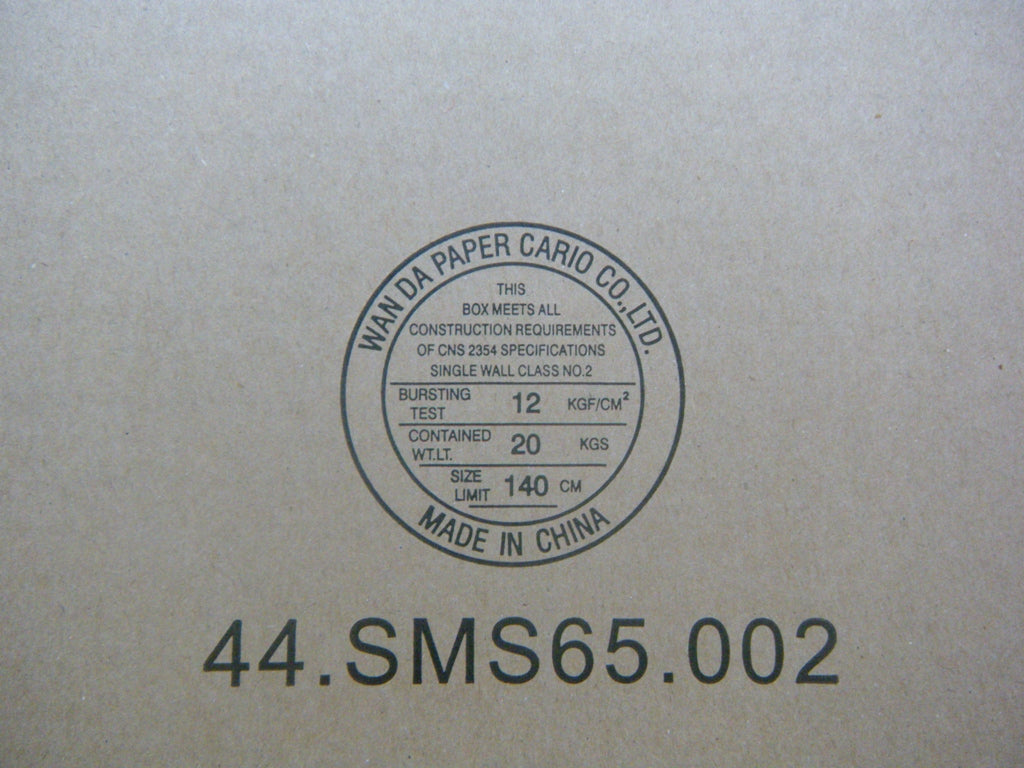 WAN DA PAPER CARIO CO.,LTD.
THIS
BOX MEETS ALL
CONSTRUCTION REQUIREMENTS
OF CNS 2354 SPECIFICATIONS
SINGLE WALL CLASS NO.2
BURSTING TEST 12 KGF/CM²
CONTAINED WT.LT. 20 KGS
SIZE LIMIT 140 CM
MADE IN CHINA
44.SMS65.002